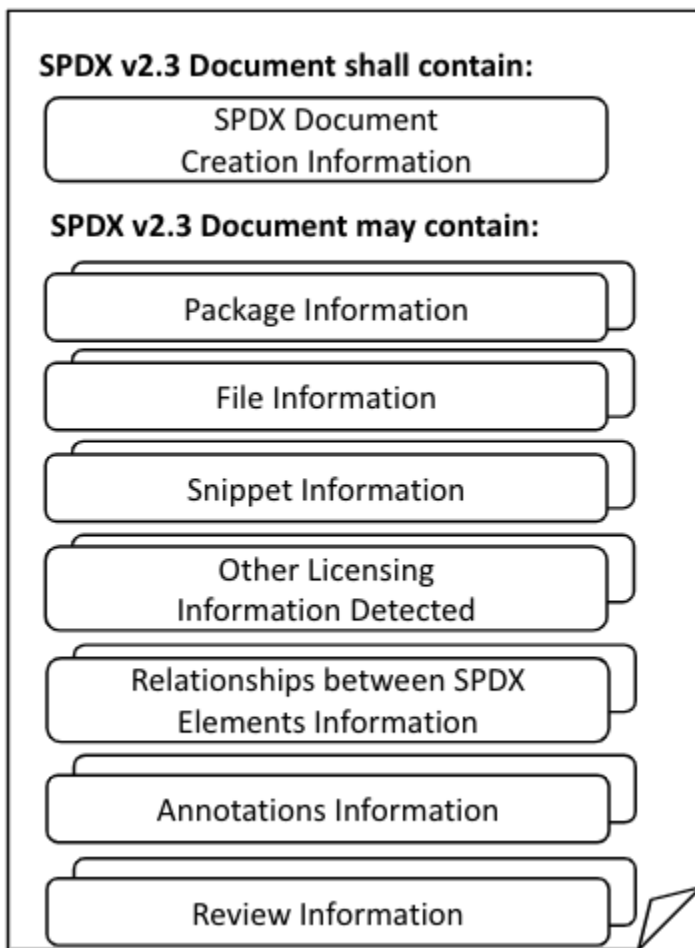 SPDX v2.3 Document shall contain:
SPDX Document
Creation Information
SPDX v2.3 Document may contain:
Package Information
File Information
Snippet Information
Other Licensing
Information Detected
Relationships between SPDX
Elements Information
Annotations Information
Review Information